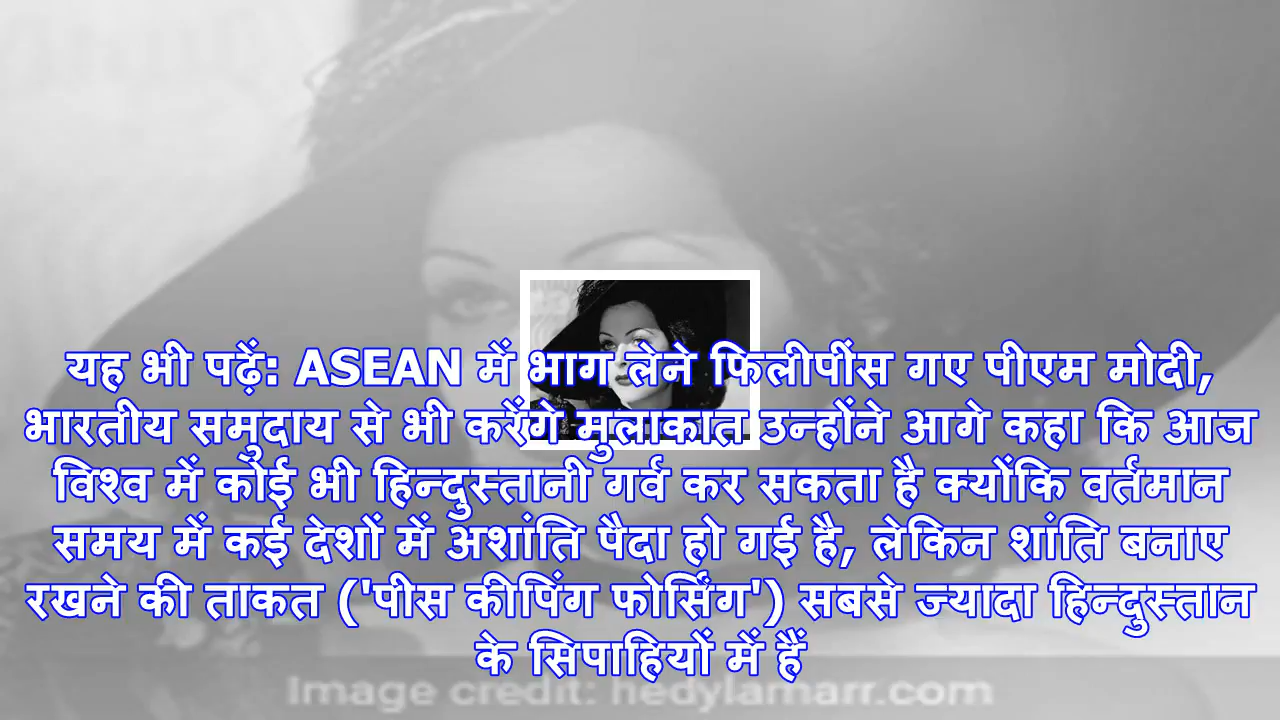 यह भी पढ़ें: ASEAN में भाग लेने फिलीपींस गए पीएम मोदी,
भारतीय समुदाय से भी करेंगे मुलाकात उन्होंने आगे कहा कि आज
विश्व में कोई भी हिन्दुस्तानी गर्व कर सकता है क्योंकि वर्तमान
समय में कई देशों में अशांति पैदा हो गई है, लेकिन शांति बनाए
रखने की ताकत ('पीस कीपिंग फोर्सिंग') सबसे ज्यादा हिन्दुस्तान
के सिपाहियों में हैं
Image credit: hedylamarr.com